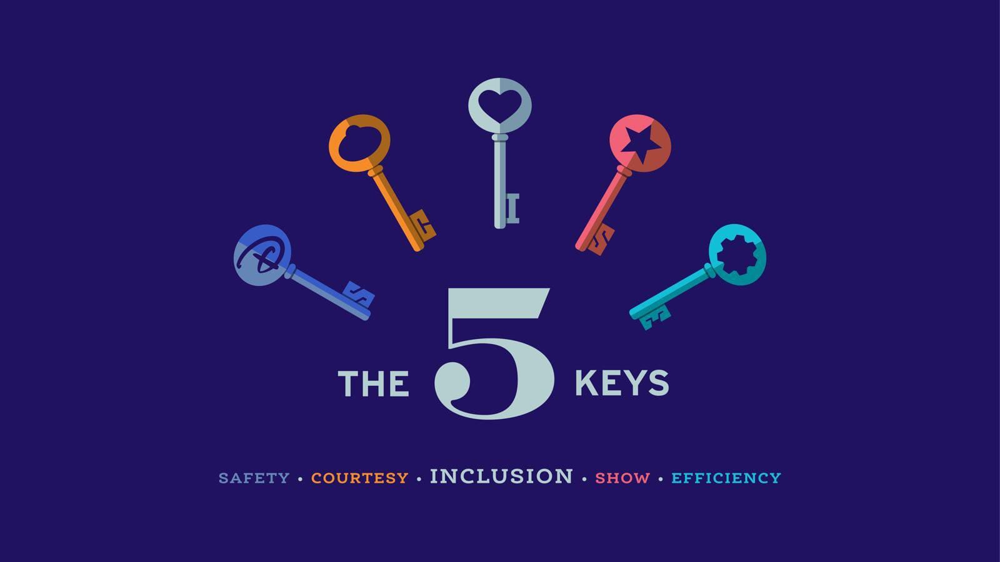 S
C
I
S
E
THE 5 KEYS
SAFETY • COURTESY • INCLUSION • SHOW • EFFICIENCY